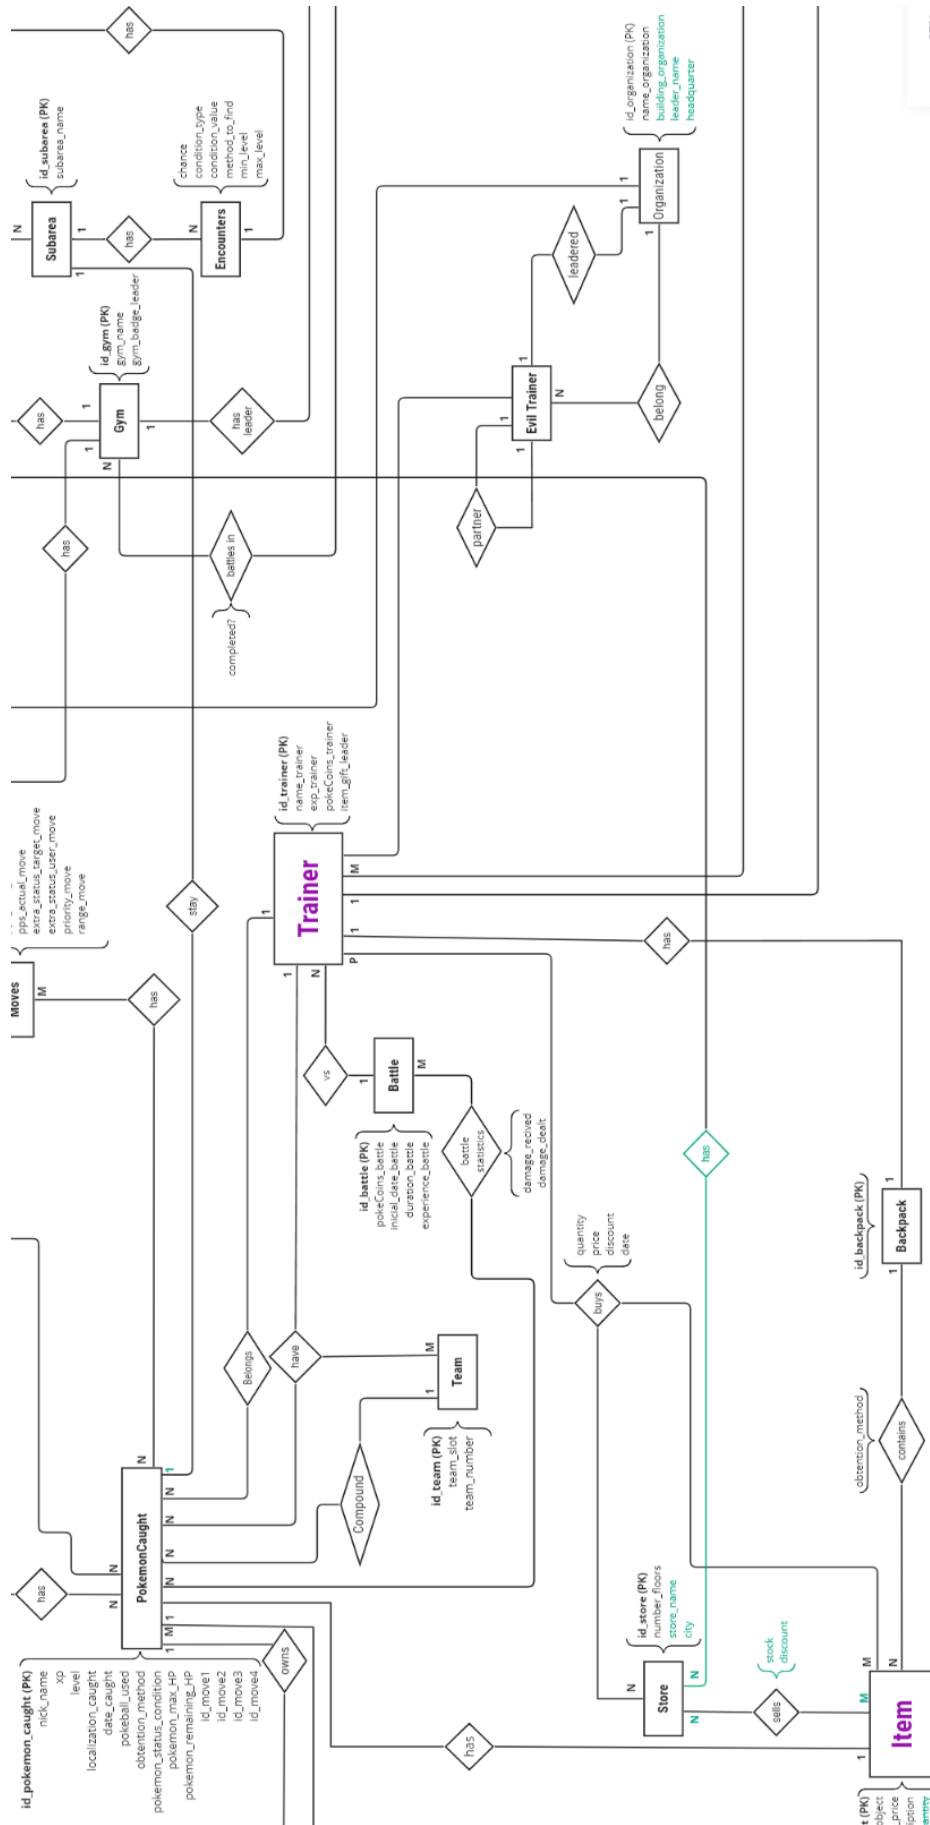 has
id_subarea (PK)
subarea_name
N
Subarea
1
1
has
N
Encounters
1
chance
condition_type
condition_value
method_to_find
min_level
max_level
id_organization (PK)
name_organization
building_organization
leader_name
headquarter
1
1
Organization
1
leadered
1
Evil Trainer
1
1
N
partner
belong
id_gym (PK)
gym_name
gym_badge_leader
has
1
1
Gym
1
N
has
leader
has
battles in
completed?
id_trainer (PK)
name_trainer
exp_trainer
pokeCoins_trainer
item_gift_leader
1
Trainer
M
1
1
P
1
N
pps_actual_move
extra_status_target_move
extra_status_user_move
priority_move
range_move
Moves
M
has
stay
has
vs
1
Battle
M
id_battle (PK)
pokeCoins_battle
inicial_date_battle
duration_battle
experience_battle
battle
statistics
damage_recived
damage_dealt
has
quantity
price
discount
date
buys
id_backpack (PK)
1
Backpack
1
obtention_method
contains
Belongs
have
M
Team
1
id_team (PK)
team_slot
team_number
Compound
has
N
N
PokemonCaught
N
1
N
N
N
N
1
M
1
owns
id_pokemon_caught (PK)
nick_name
xp
level
localization_caught
date_caught
pokeball_used
obtention_method
pokemon_status_condition
pokemon_max_HP
pokemon_remaining_HP
id_move1
id_move2
id_move3
id_move4
has
id_store (PK)
number_floors
store_name
city
N
Store
N
N
sells
stock
discount
M
N
M
1
Item
t (PK)
object
_price
iption